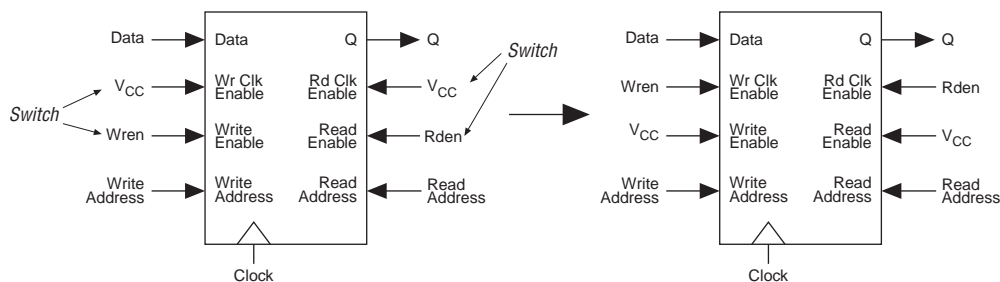 Data
Data
Q
Q
Switch
VCC
Wr Clk
Enable
Rd Clk
Enable
VCC
Switch
Wren
Write
Enable
Read
Enable
Rden
Write
Address
Write
Address
Read
Address
Read
Address
Clock
Data
Data
Q
Q
Wren
Wr Clk
Enable
Rd Clk
Enable
Rden
VCC
Write
Enable
Read
Enable
VCC
Write
Address
Write
Address
Read
Address
Read
Address
Clock